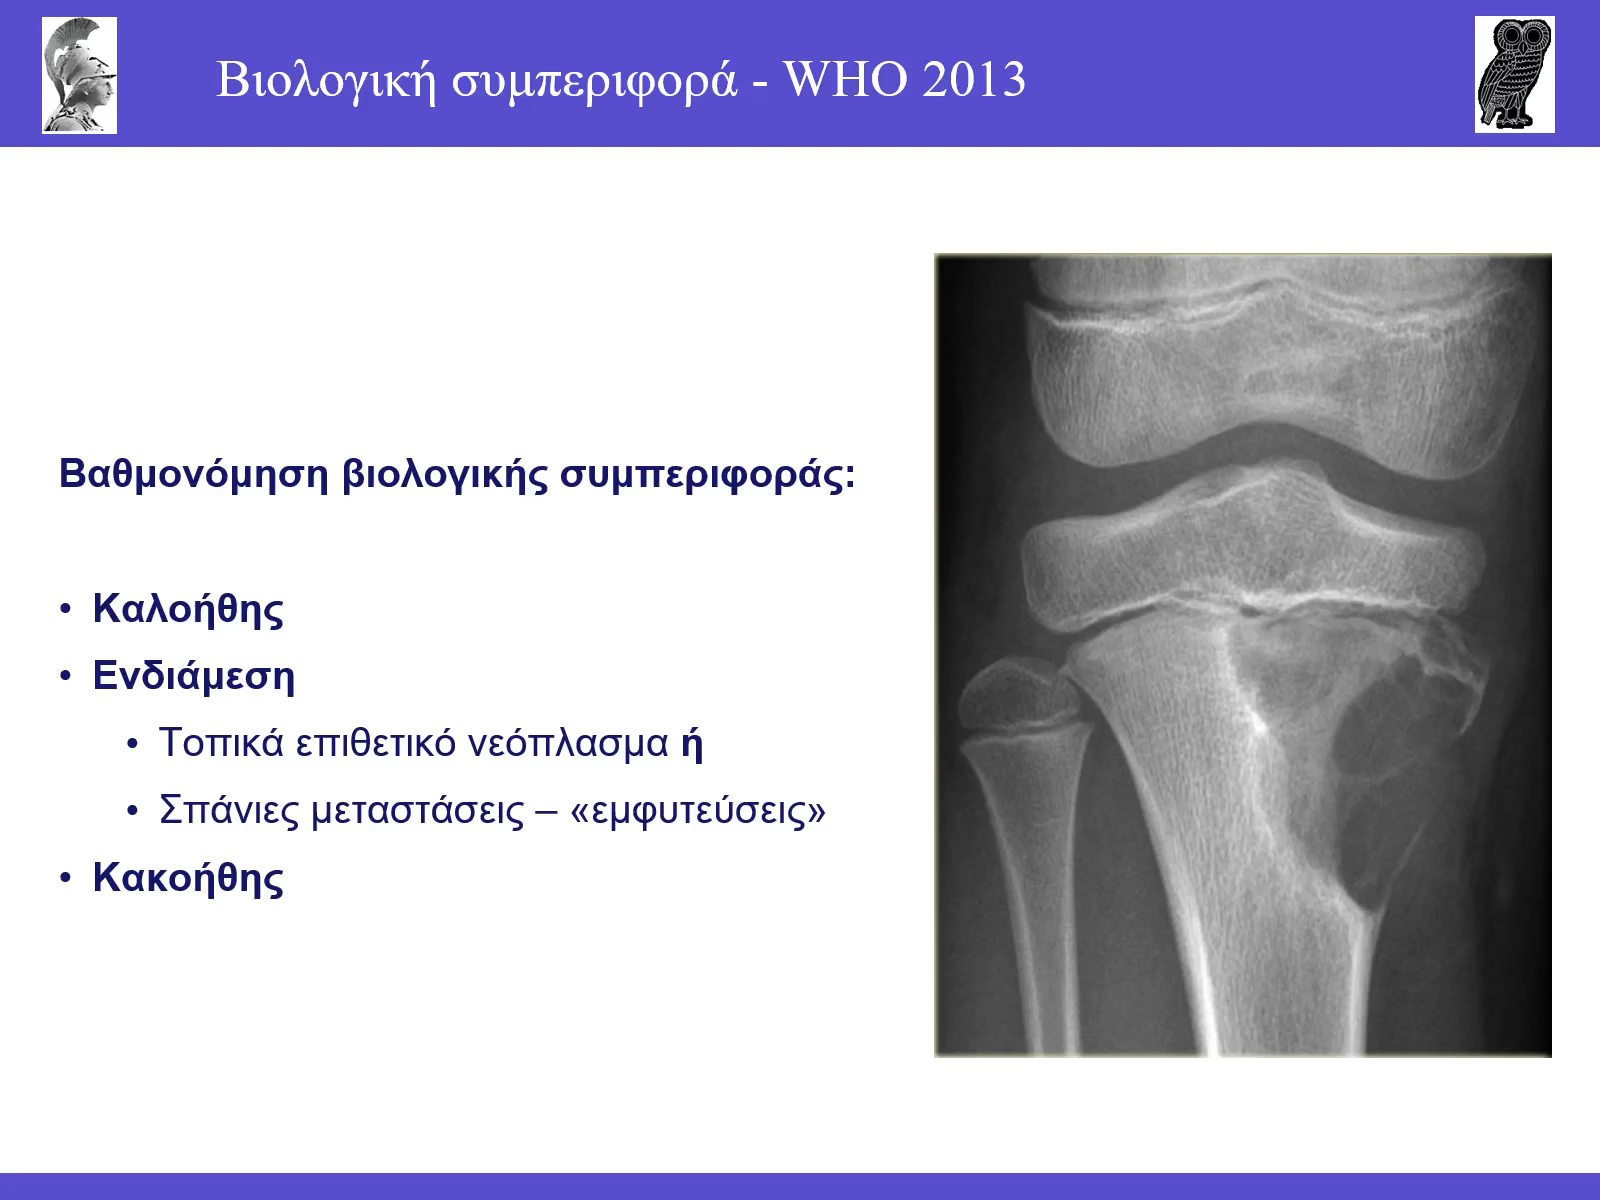 Βιολογική συμπεριφορά - WHO 2013
Βαθμονόμηση βιολογικής συμπεριφοράς:
• Καλοήθης
• Ενδιάμεση
• Τοπικά επιθετικό νεόπλασμα ή
• Σπάνιες μεταστάσεις – «εμφυτεύσεις»
• Κακοήθης